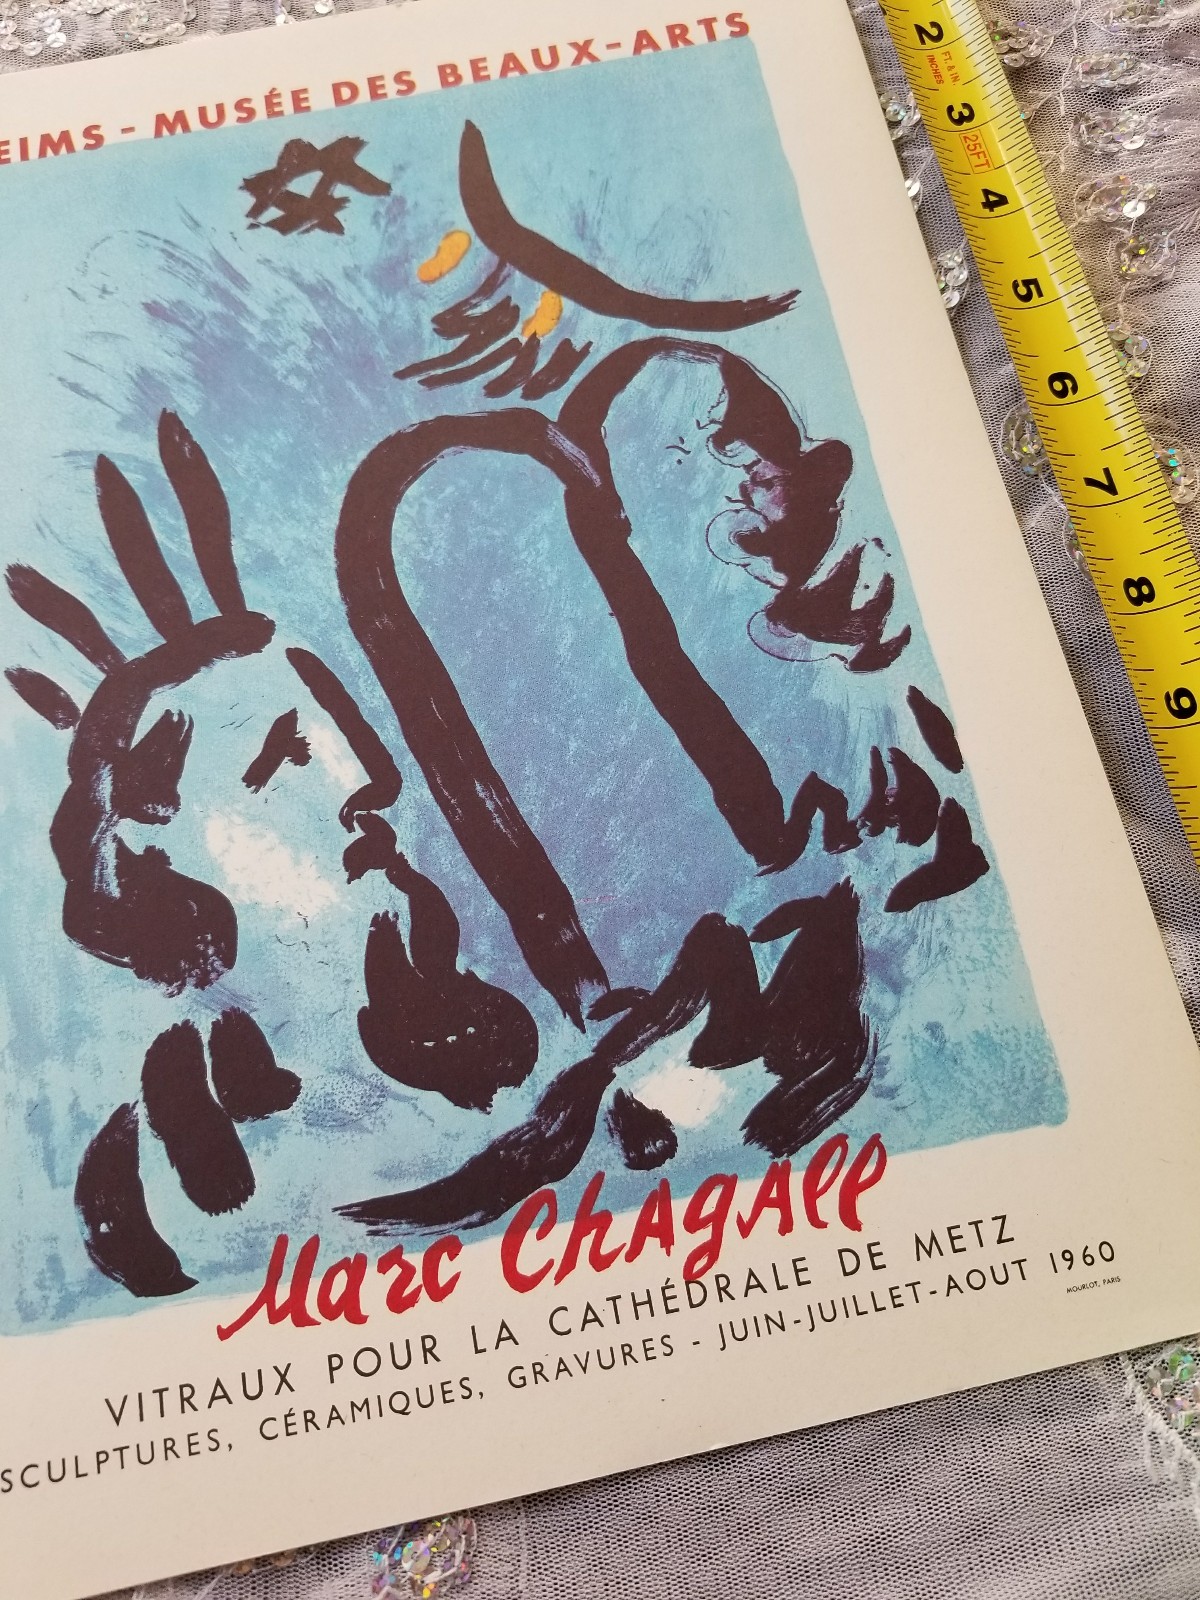 EIMS - MUSÉE DES BEAUX-ARTS
Marc Chagall
VITRAUX POUR LA CATHÉDRALE DE METZ
SCULPTURES, CÉRAMIQUES, GRAVURES - JUIN-JUILLET-AOUT 1960
MOURLOT, PARIS
2
FT. & IN.
INCHES
3
25FT
4
5
6
7
8
9